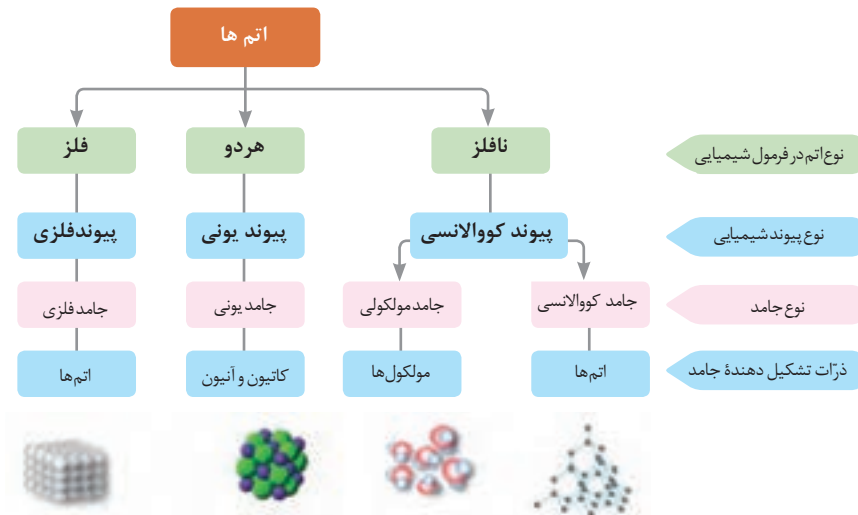 اتم ها
نوع اتم در فرمول شیمیایی
نافلز
هردو
فلز
نوع پیوند شیمیایی
پیوند کووالانسی
پیوند یونی
پیوند فلزی
نوع جامد
جامد کووالانسی
جامد مولکولی
جامد یونی
جامد فلزی
ذرّات تشکیل دهندهٔ جامد
اتم‌ها
مولکول‌ها
کاتیون و آنیون
اتم‌ها